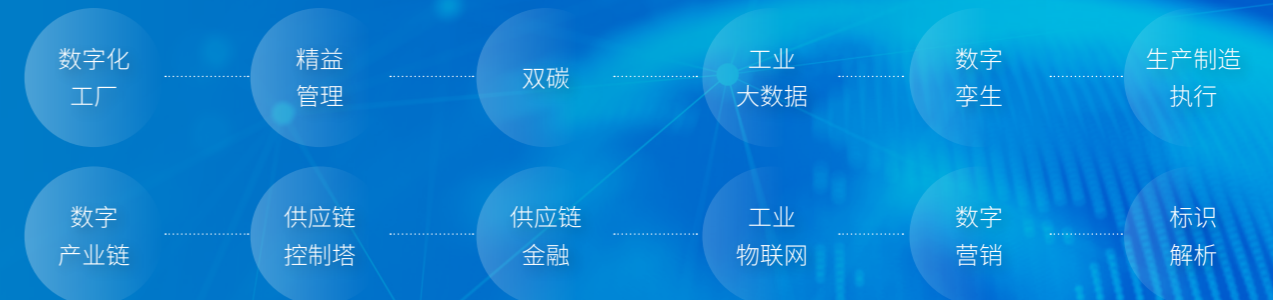 数字化
工厂
精益
管理
双碳
工业
大数据
数字
孪生
生产制造
执行
数字
产业链
供应链
控制塔
供应链
金融
工业
物联网
数字
营销
标识
解析